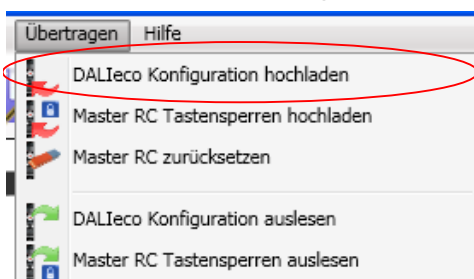 Übertragen Hilfe
DALIeco Konfiguration hochladen
Master RC Tastensperren hochladen
Master RC zurücksetzen
DALIeco Konfiguration auslesen
Master RC Tastensperren auslesen